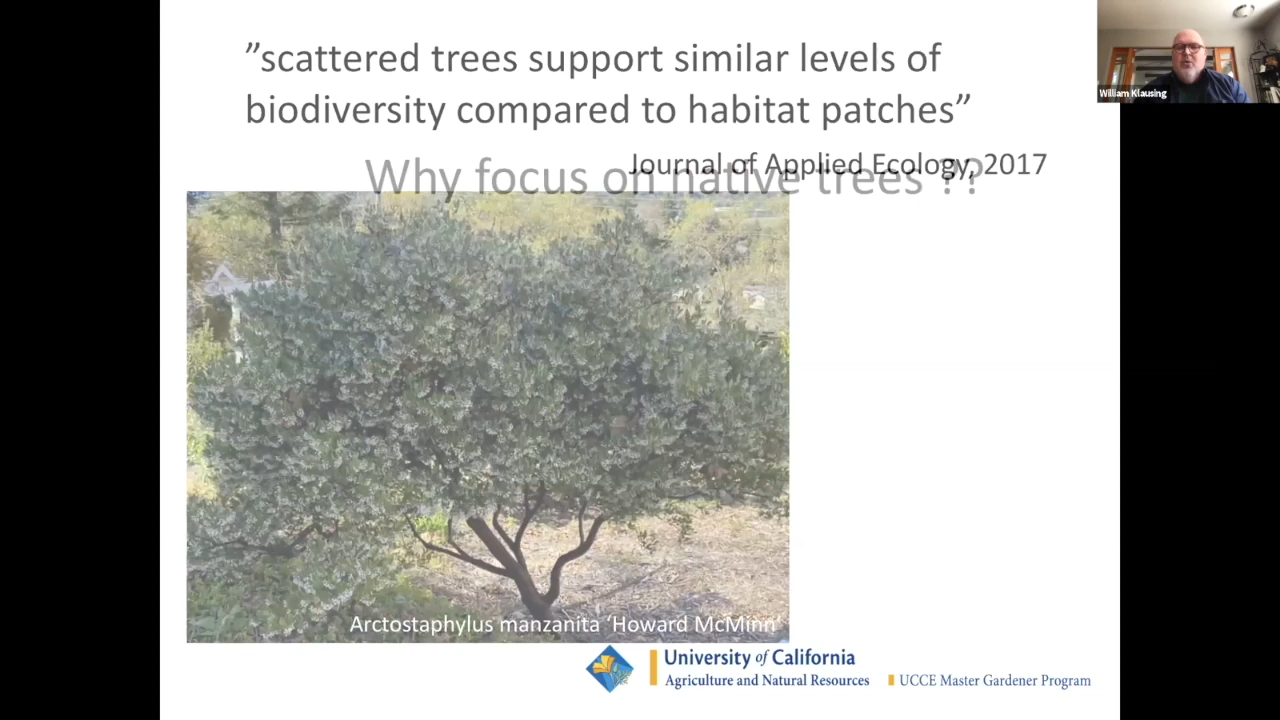 ”scattered trees support similar levels of
biodiversity compared to habitat patches”
Journal of Applied Ecology, 2017
Why focus on native trees ??
William Klausing
Arctostaphylus manzanita ‘Howard McMinn’
University of California
Agriculture and Natural Resources
UCCE Master Gardener Program